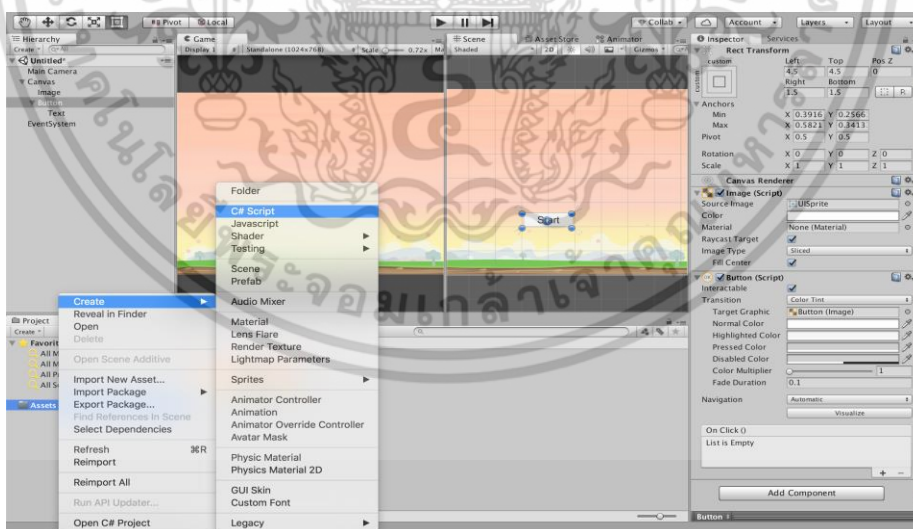 Pivot Local Collab Account Layers Layout
Hierarchy
Create
Untitled*
Main Camera
Canvas
Image
Button
Text
EventSystem
Game
Display 1 Standalone (1024x768) Scale 0.72x
Scene Asset Store Animator
Shaded 2D Gizmos
Start
Folder
C# Script
Javascript
Shader
Testing
Scene
Prefab
Audio Mixer
Material
Lens Flare
Render Texture
Lightmap Parameters
Sprites
Animator Controller
Animation
Animator Override Controller
Avatar Mask
Physic Material
Physics Material 2D
GUI Skin
Custom Font
Legacy
Create
Reveal in Finder
Open
Delete
Open Scene Additive
Import New Asset...
Import Package
Export Package...
Find References In Scene
Select Dependencies
Refresh ⌘R
Reimport
Reimport All
Run API Updater...
Open C# Project
Project
Create
Favorit
All M
All M
All P
All S
Assets
Inspector Services
Rect Transform
custom Left Top Pos Z
custom 4.5 4.5 0
Right Bottom
1.5 1.5 R
Anchors
Min X 0.3916 Y 0.2566
Max X 0.5821 Y 0.3413
Pivot X 0.5 Y 0.5
Rotation X 0 Y 0 Z 0
Scale X 1 Y 1 Z 1
Canvas Renderer
Image (Script)
Source Image UISprite
Color
Material None (Material)
Raycast Target
Image Type Sliced
Fill Center
Button (Script)
Interactable
Transition Color Tint
Target Graphic Button (Image)
Normal Color
Highlighted Color
Pressed Color
Disabled Color
Color Multiplier 1
Fade Duration 0.1
Navigation Automatic
Visualize
On Click ()
List is Empty
+ −
Add Component
Button